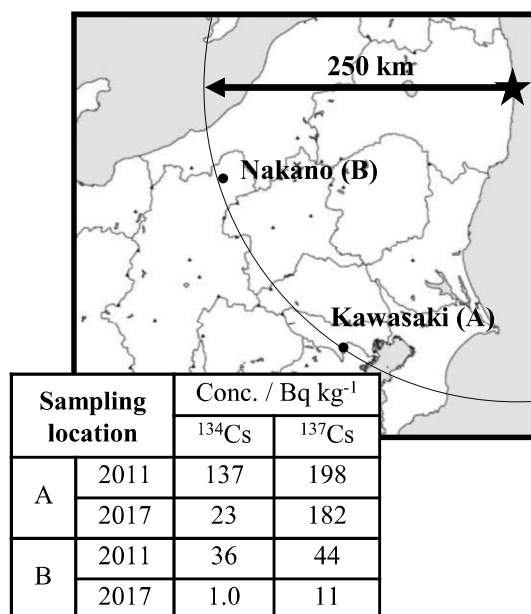 250 km
Nakano (B)
Kawasaki (A)
Sampling location
Conc. / Bq kg⁻¹
¹³⁴Cs ¹³⁷Cs
A 2011 137 198
2017 23 182
B 2011 36 44
2017 1.0 11